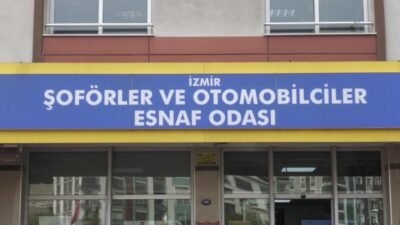 İZMİR
ŞOFÖRLER VE OTOMOBİLCİLER
ESNAF ODASI